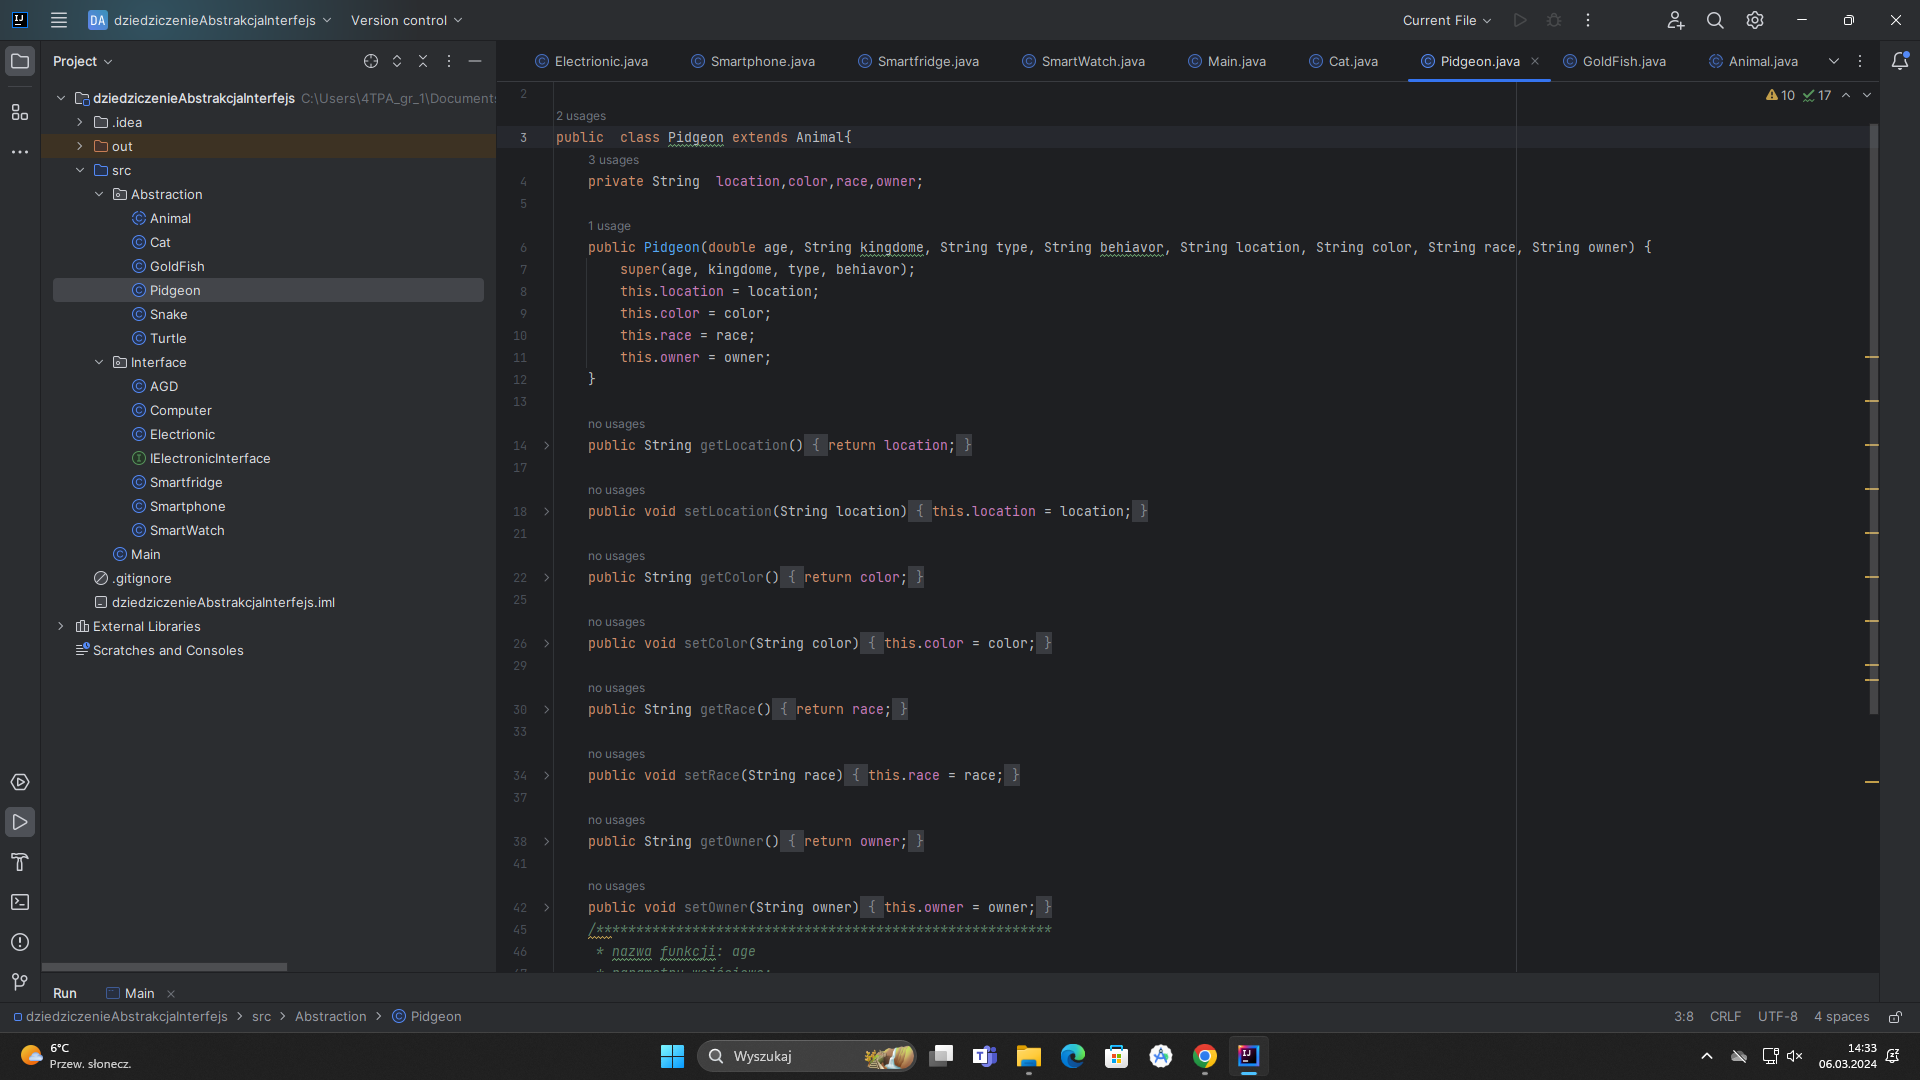 DA dziedziczenieAbstrakcjaInterfejs Version control Current File
Project
dziedziczenieAbstrakcjaInterfejs C:\Users\4TPA_gr_1\Documents
.idea
out
src
Abstraction
Animal
Cat
GoldFish
Pidgeon
Snake
Turtle
Interface
AGD
Computer
Electrionic
IElectronicInterface
Smartfridge
Smartphone
SmartWatch
Main
.gitignore
dziedziczenieAbstrakcjaInterfejs.iml
External Libraries
Scratches and Consoles
Electrionic.java Smartphone.java Smartfridge.java SmartWatch.java Main.java Cat.java Pidgeon.java GoldFish.java Animal.java
10 17
2
2 usages
3 public  class Pidgeon extends Animal{
3 usages
4 private String  location,color,race,owner;
5
1 usage
6 public Pidgeon(double age, String kingdome, String type, String behiavor, String location, String color, String race, String owner) {
7 super(age, kingdome, type, behiavor);
8 this.location = location;
9 this.color = color;
10 this.race = race;
11 this.owner = owner;
12 }
13
no usages
14 public String getLocation() { return location; }
17
no usages
18 public void setLocation(String location) { this.location = location; }
21
no usages
22 public String getColor() { return color; }
25
no usages
26 public void setColor(String color) { this.color = color; }
29
no usages
30 public String getRace() { return race; }
33
no usages
34 public void setRace(String race) { this.race = race; }
37
no usages
38 public String getOwner() { return owner; }
41
no usages
42 public void setOwner(String owner) { this.owner = owner; }
45 /*********************************************************
46 * nazwa funkcji: age
Run Main
dziedziczenieAbstrakcjaInterfejs > src > Abstraction > Pidgeon 3:8 CRLF UTF-8 4 spaces
6°C
Przew. słonecz.
Wyszukaj
14:33
06.03.2024